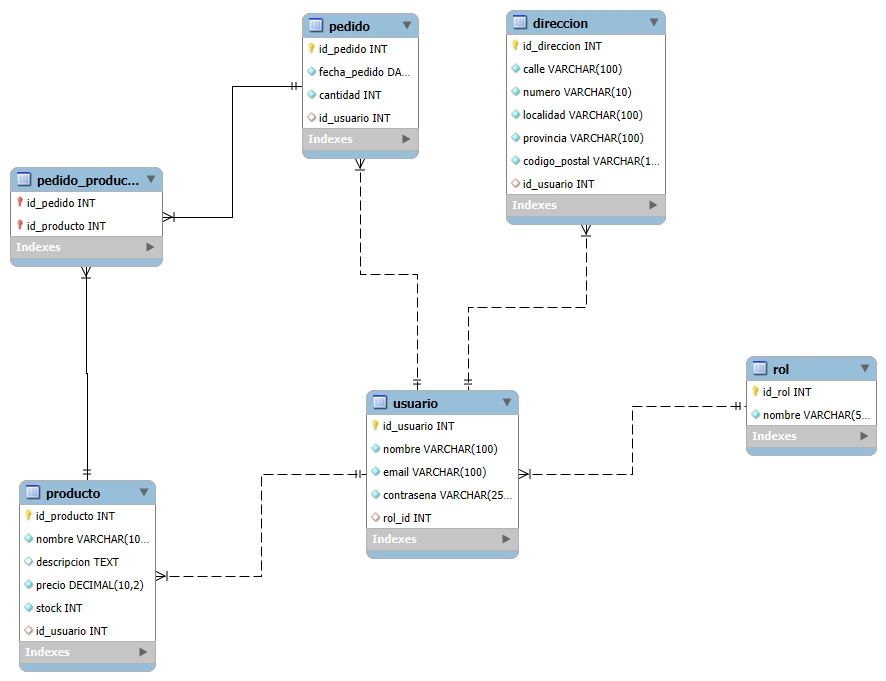 pedido
id_pedido INT
fecha_pedido DA...
cantidad INT
id_usuario INT
Indexes
direccion
id_direccion INT
calle VARCHAR(100)
numero VARCHAR(10)
localidad VARCHAR(100)
provincia VARCHAR(100)
codigo_postal VARCHAR(1...
id_usuario INT
Indexes
pedido_produc...
id_pedido INT
id_producto INT
Indexes
rol
id_rol INT
nombre VARCHAR(5...
Indexes
usuario
id_usuario INT
nombre VARCHAR(100)
email VARCHAR(100)
contrasena VARCHAR(25...
rol_id INT
Indexes
producto
id_producto INT
nombre VARCHAR(10...
descripcion TEXT
precio DECIMAL(10,2)
stock INT
id_usuario INT
Indexes